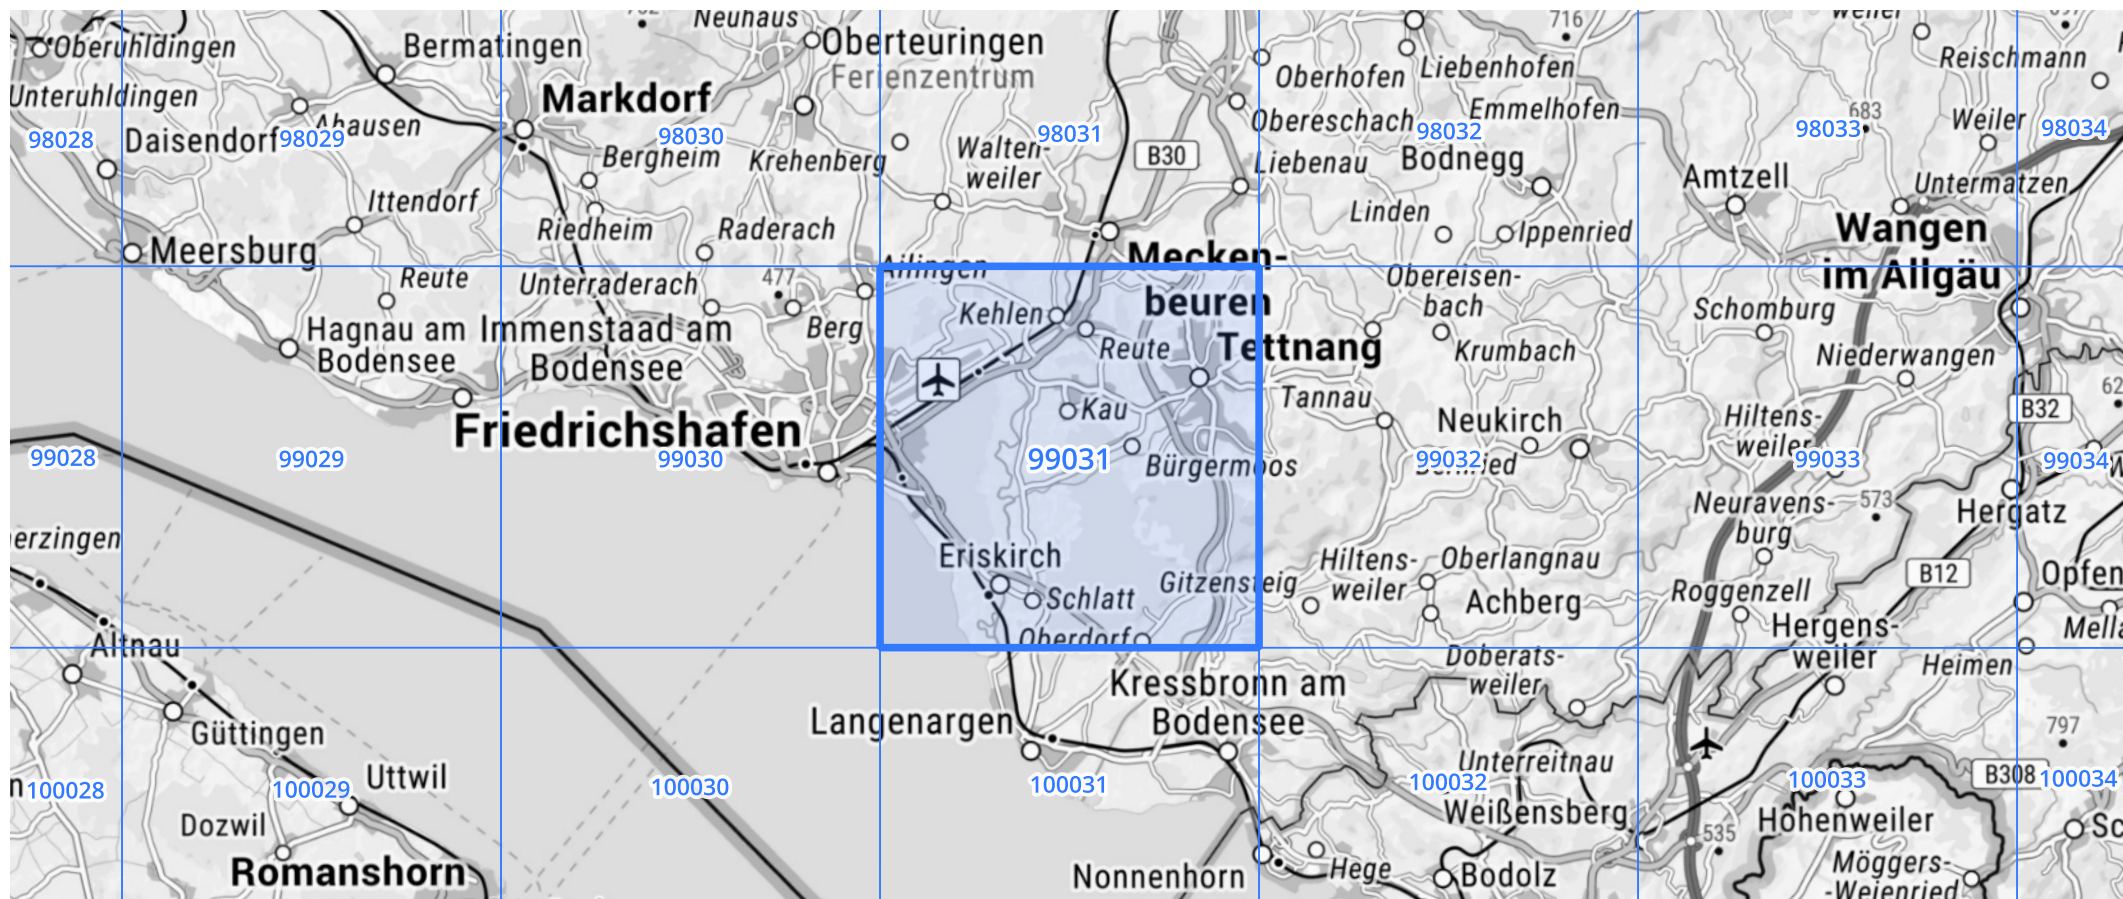 Neuhaus
716
Oberuhldingen
Bermatingen
Oberteuringen
Ferienzentrum
Oberhofen
Liebenhofen
Reischmann
Unteruhldingen
Markdorf
Emmelhofen
683
Weiler
98028
Daisendorf
98029
Ahausen
98030
98031
Obereschach
98032
98033
98034
Bergheim
Krehenberg
Walten-
weiler
B30
Liebenau
Bodnegg
Amtzell
Untermatzen
Ittendorf
Riedheim
Raderach
Linden
Ippenried
Wangen
im Allgäu
Meersburg
Mecken-
beuren
Ailingen
Reute
Unterraderach
477
Obereisen-
bach
Schomburg
Hagnau am
Bodensee
Immenstaad am
Bodensee
Berg
Kehlen
Reute
Tettnang
Krumbach
Niederwangen
Tannau
Kau
Neukirch
Hiltens-
weiler
B32
Friedrichshafen
99028
99029
99030
99031
Bürgermoos
99032
Bernried
99033
99034
Neuravens-
burg
573
Hergatz
Eriskirch
Hiltens-
weiler
Oberlangnau
B12
Gitzensteig
Schlatt
Achberg
Roggenzell
Oberdorf
Hergens-
weiler
Altnau
Dobérats-
weiler
Heimen
Kressbronn am
Bodensee
Langenargen
Güttingen
797
Uttwil
Unterreitnau
B308
100028
100029
100030
100031
100032
100033
100034
Dozwil
Weißensberg
535
Hohenweiler
Romanshorn
Nonnenhorn
Hege
Bodolz
Möggers-
-Weienried